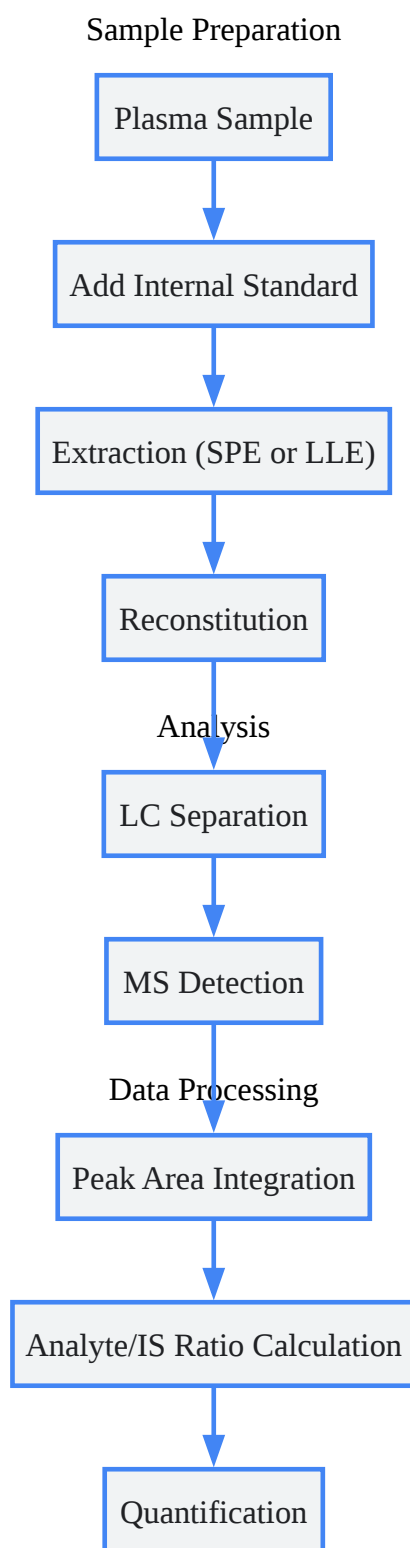 Sample Preparation
Plasma Sample
Add Internal Standard
Extraction (SPE or LLE)
Reconstitution
Analysis
LC Separation
MS Detection
Data Processing
Peak Area Integration
Analyte/IS Ratio Calculation
Quantification